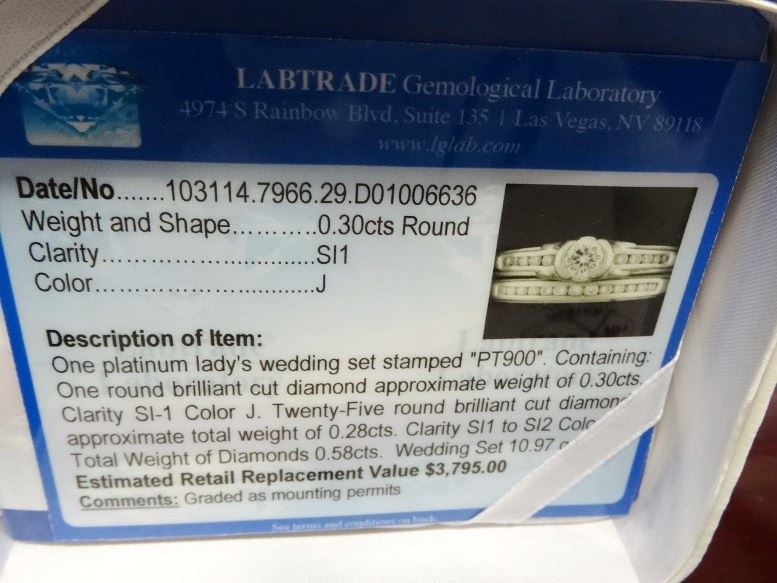 LABTRADE Gemological Laboratory
4974 S Rainbow Blvd, Suite 135 | Las Vegas, NV 89118
www.lglab.com
Date/No.......103114.7966.29.D01006636
Weight and Shape...........0.30cts Round
Clarity.............................SI1
Color..............................J
Description of Item:
One platinum lady's wedding set stamped "PT900". Containing:
One round brilliant cut diamond approximate weight of 0.30cts.
Clarity SI-1 Color J. Twenty-Five round brilliant cut
approximate total weight of 0.28cts. Clarity SI1 to SI2
Total Weight of Diamonds 0.58cts. Wedding Set 10.97
Estimated Retail Replacement Value $3,795.00
Comments: Graded as mounting permits
See terms and conditions on back